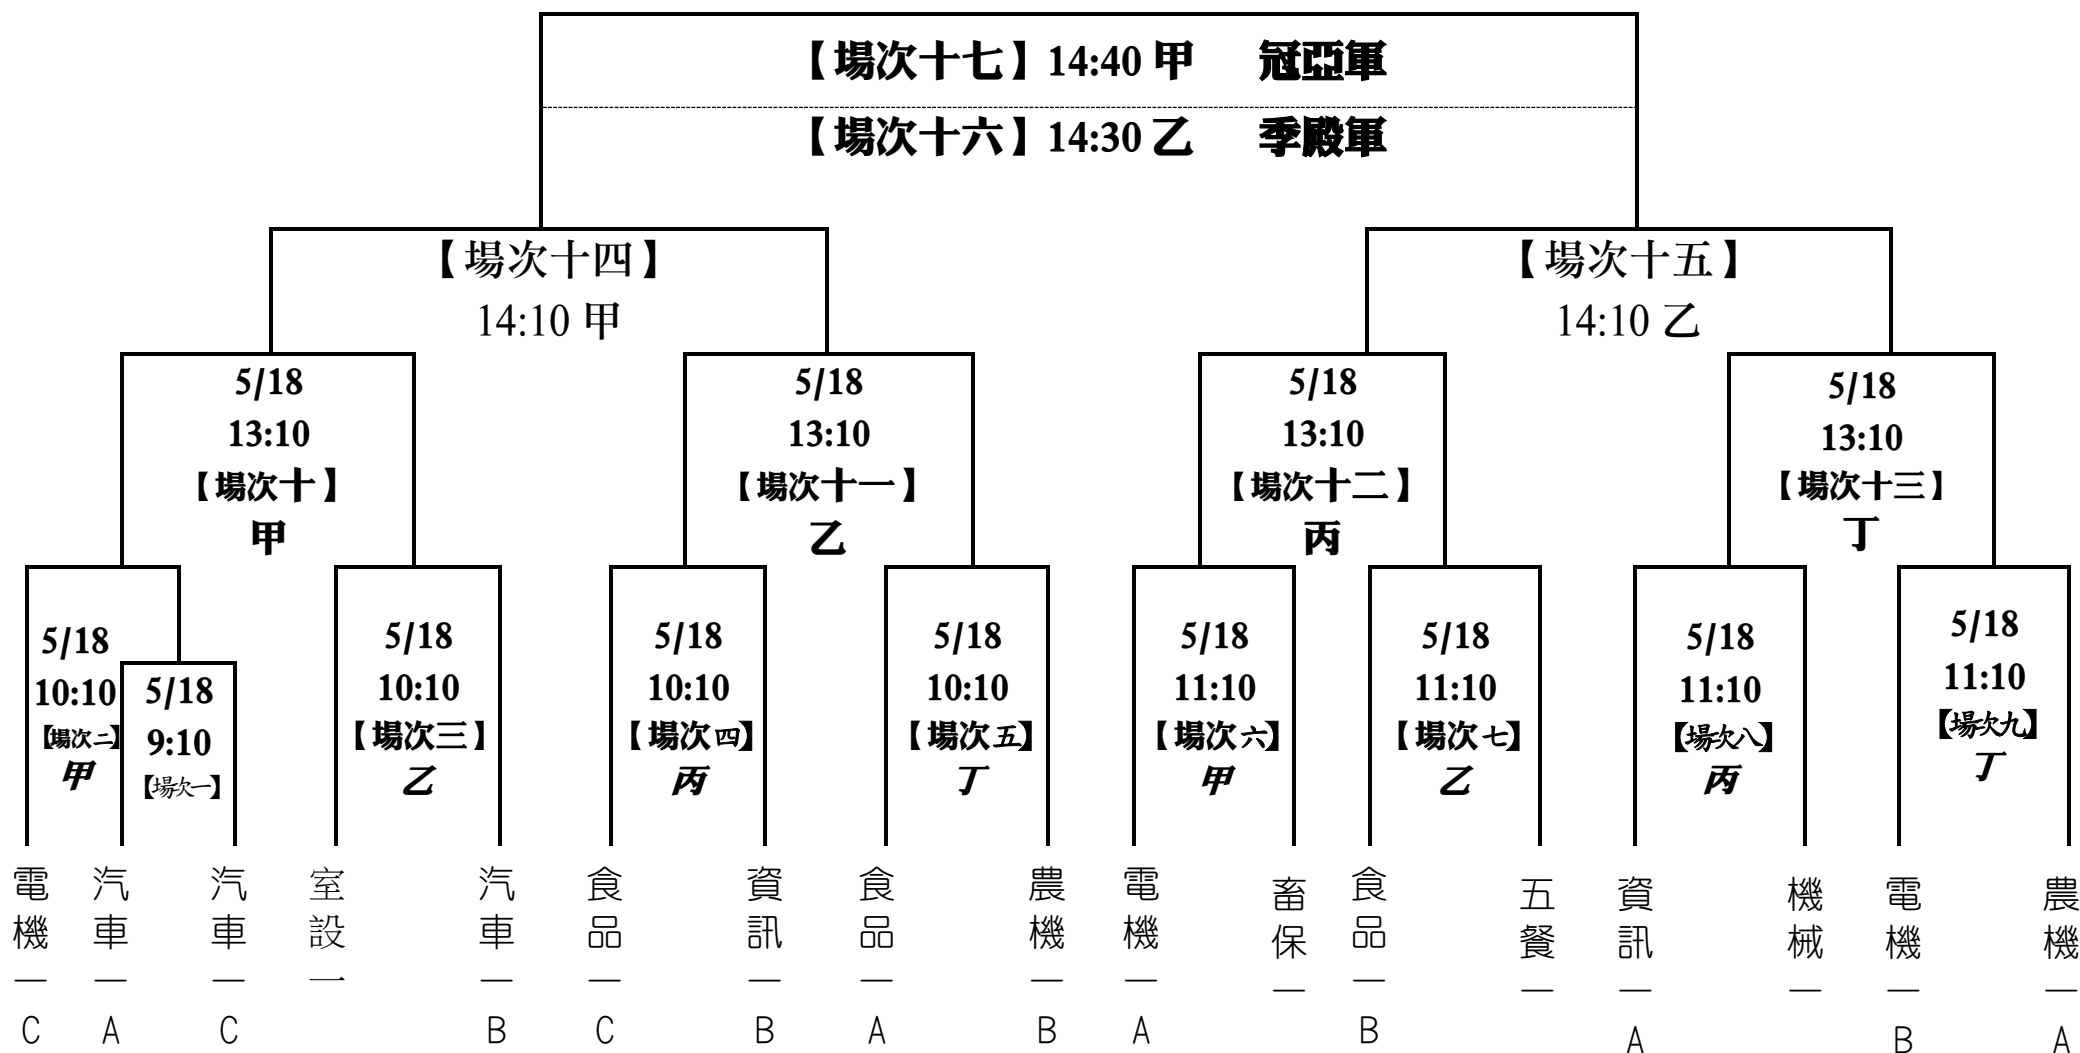 【場次十七】14:40 甲 冠亞軍
【場次十六】14:30 乙 季殿軍
【場次十四】
14:10 甲
【場次十五】
14:10 乙
5/18
13:10
【場次十】
甲
5/18
13:10
【場次十一】
乙
5/18
13:10
【場次十二】
丙
5/18
13:10
【場次十三】
丁
5/18
10:10
【場次二】
甲
5/18
9:10
【場次一】
5/18
10:10
【場次三】
乙
5/18
10:10
【場次四】
丙
5/18
10:10
【場次五】
丁
5/18
11:10
【場次六】
甲
5/18
11:10
【場次七】
乙
5/18
11:10
【場次八】
丙
5/18
11:10
【場次九】
丁
電機一C
汽車一A
汽車一C
室設一
汽車一B
食品一C
資訊一B
食品一A
農機一B
電機一A
畜保一
食品一B
五餐一
資訊一A
機械一
電機一B
農機一A